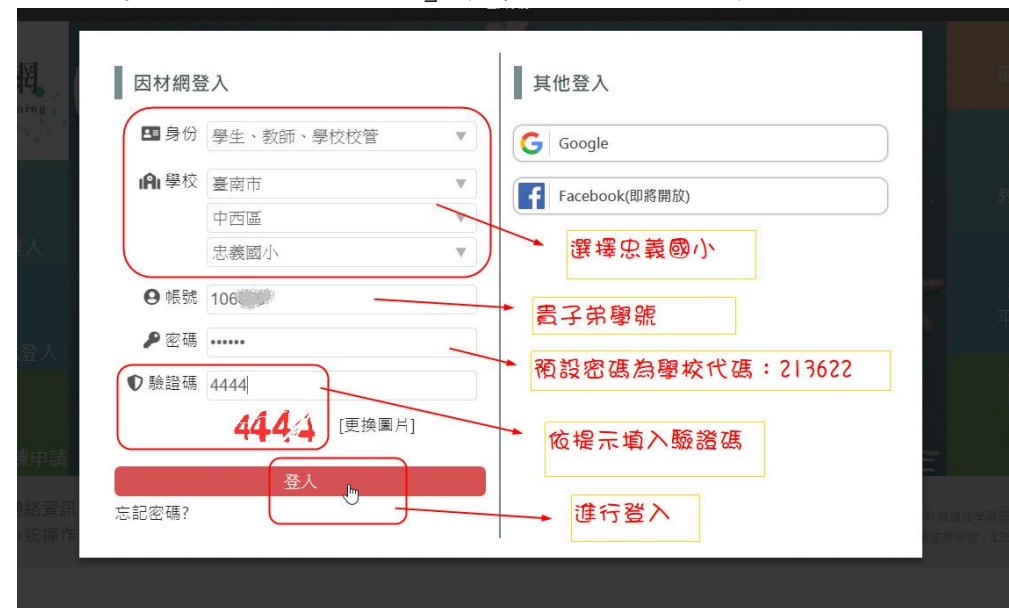 因材網登入
身份
學生、教師、學校校管
學校
臺南市
中西區
忠義國小
帳號
106
密碼
••••••
驗證碼
4444
4444
[更換圖片]
登入
忘記密碼?
其他登入
Google
Facebook(即將開放)
選擇忠義國小
貴子弟學號
預設密碼為學校代碼：213622
依提示填入驗證碼
進行登入